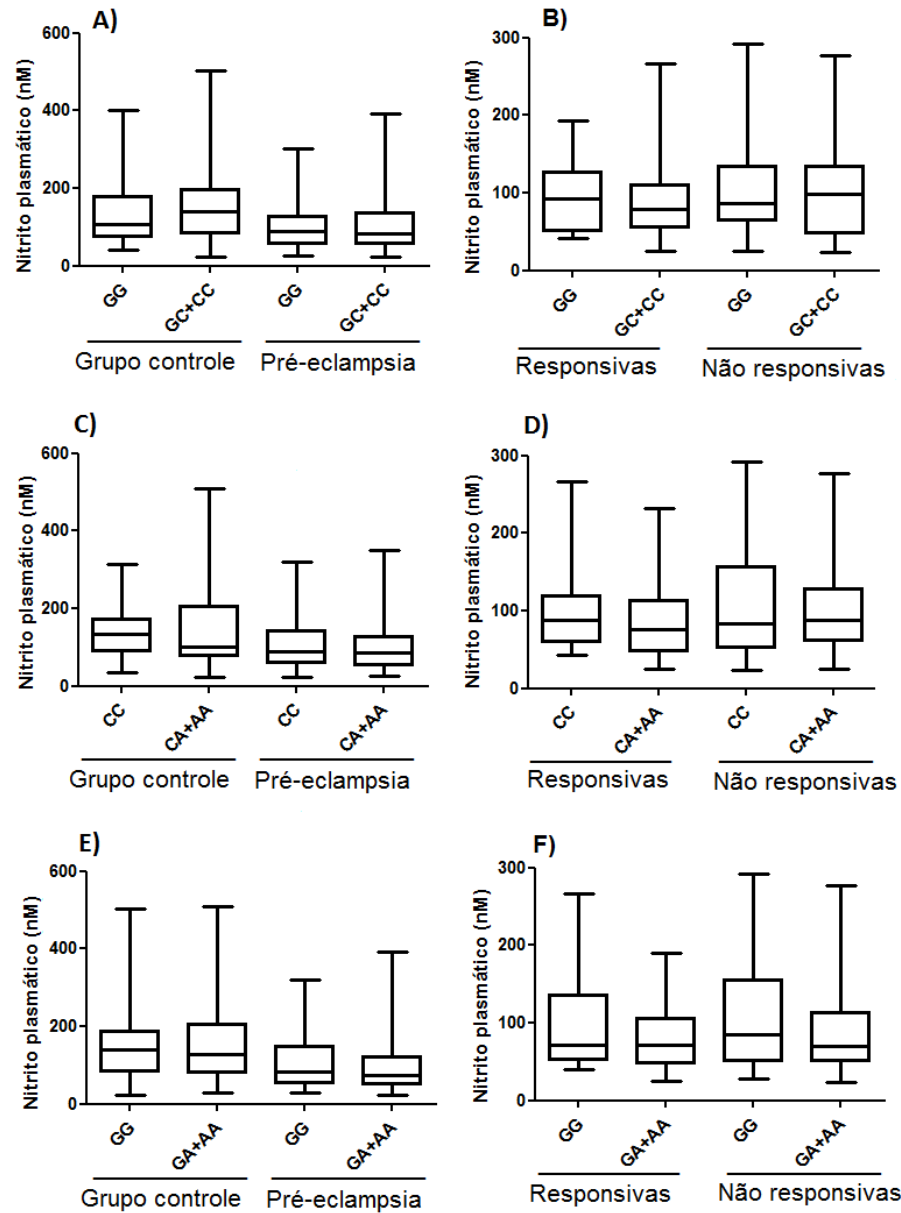 A)
Nitrito plasmático (nM)
600
400
200
0
GG
GC+CC
GG
GC+CC
Grupo controle
Pré-eclampsia
B)
Nitrito plasmático (nM)
300
200
100
0
GG
GC+CC
GG
GC+CC
Responsivas
Não responsivas
C)
Nitrito plasmático (nM)
600
400
200
0
CC
CA+AA
CC
CA+AA
Grupo controle
Pré-eclampsia
D)
Nitrito plasmático (nM)
300
200
100
0
CC
CA+AA
CC
CA+AA
Responsivas
Não responsivas
E)
Nitrito plasmático (nM)
600
400
200
0
GG
GA+AA
GG
GA+AA
Grupo controle
Pré-eclampsia
F)
Nitrito plasmático (nM)
300
200
100
0
GG
GA+AA
GG
GA+AA
Responsivas
Não responsivas